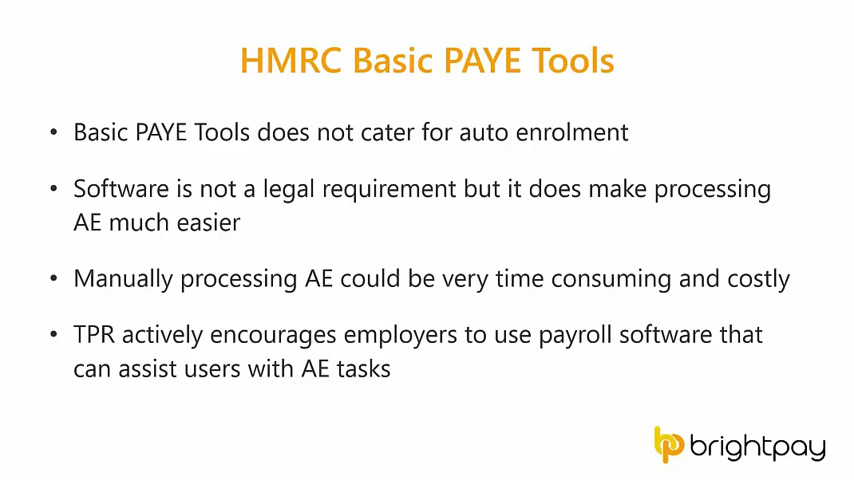 HMRC Basic PAYE Tools
• Basic PAYE Tools does not cater for auto enrolment
• Software is not a legal requirement but it does make processing
AE much easier
• Manually processing AE could be very time consuming and costly
• TPR actively encourages employers to use payroll software that
can assist users with AE tasks
bp brightpay